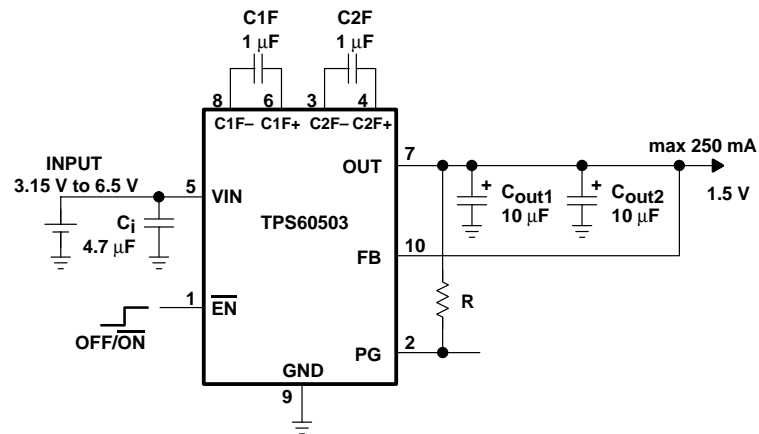 C1F
1 μF
C2F
1 μF
8
6
3
4
C1F–
C1F+
C2F–
C2F+
INPUT
3.15 V to 6.5 V
5
VIN
Ci
4.7 μF
TPS60503
OUT
7
max 250 mA
1.5 V
+
Cout1
10 μF
+
Cout2
10 μF
FB
10
R
1
EN
OFF/ON
PG
2
GND
9